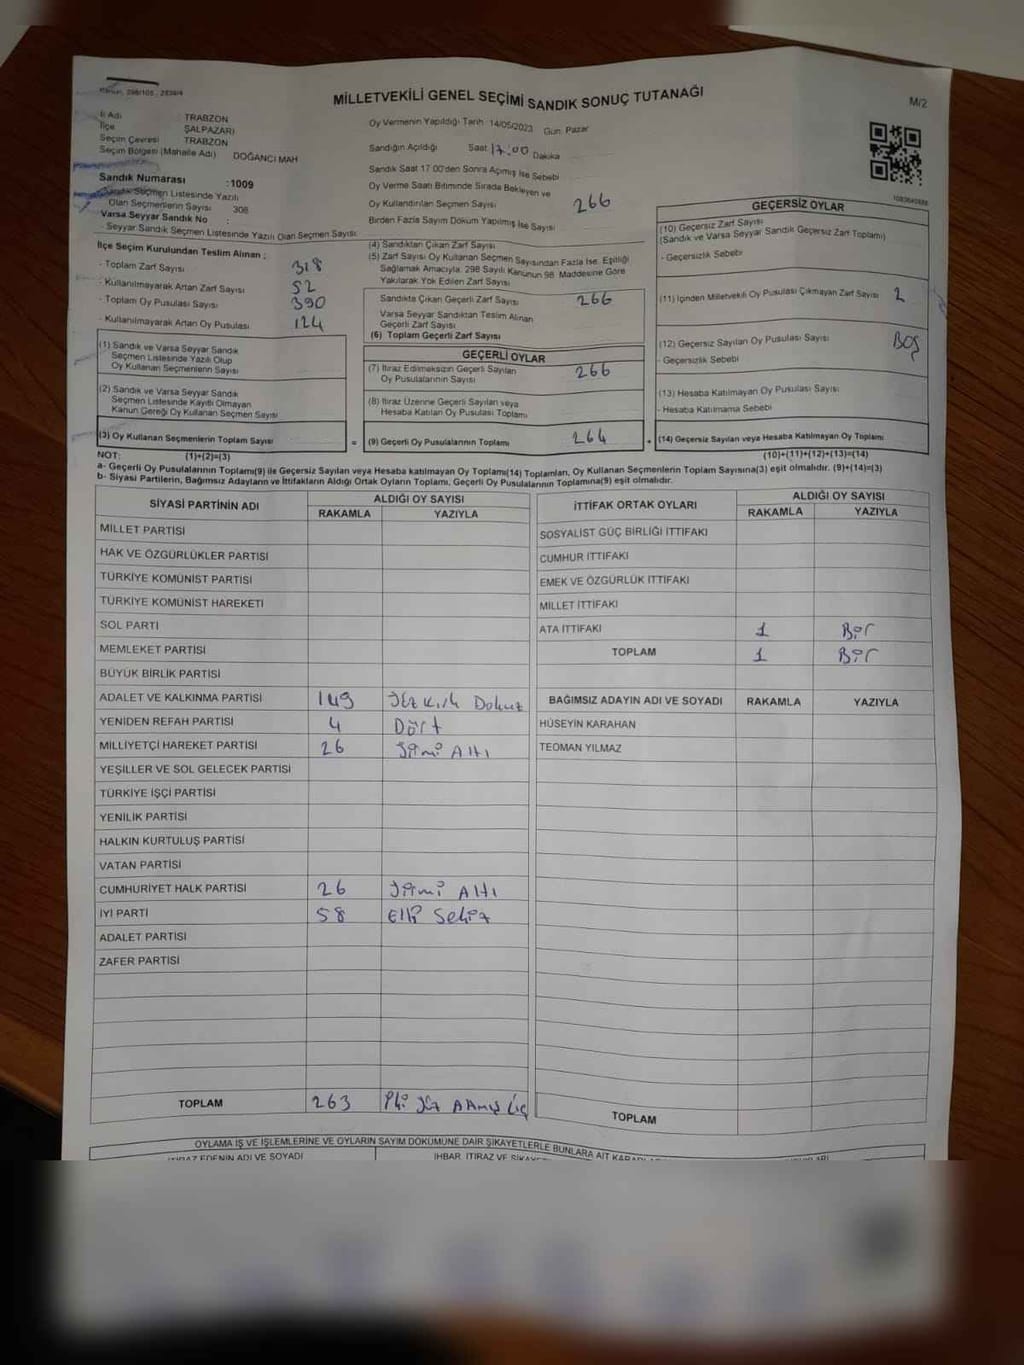 Kanun: 298/105 - 2839/4
MİLLETVEKİLİ GENEL SEÇİMİ SANDIK SONUÇ TUTANAĞI
M/2
İl Adı TRABZON
İlçe ŞALPAZARI
Seçim Çevresi TRABZON
Seçim Bölgesi (Mahalle Adı) DOĞANCI MAH
Sandık Numarası :1009
Sandık Seçmen Listesinde Yazılı
Olan Seçmenlerin Sayısı 308
Varsa Seyyar Sandık No :
- Seyyar Sandık Seçmen Listesinde Yazılı Olan Seçmen Sayısı
Oy Vermenin Yapıldığı Tarih 14/05/2023 Gün Pazar
Sandığın Açıldığı Saat 17:00 Dakika
Sandık Saat 17.00'den Sonra Açımış İse Sebebi
Oy Verme Saati Bitiminde Sırada Bekleyen ve
Oy Kullandırılan Seçmen Sayısı 266
Birden Fazla Sayım Döküm Yapılmış İse Sayısı
İlçe Seçim Kurulundan Teslim Alınan :
- Toplam Zarf Sayısı 318
- Kullanılmayarak Artan Zarf Sayısı 52
- Toplam Oy Pusulası Sayısı 390
- Kullanılmayarak Artan Oy Pusulası 124
(1) Sandık ve Varsa Seyyar Sandık
Seçmen Listesinde Yazılı Olup
Oy Kullanan Seçmenlerin Sayısı
(2) Sandık ve Varsa Seyyar Sandık
Seçmen Listesinde Kayıtlı Olmayan
Kanun Gereği Oy Kullanan Seçmen Sayısı
(3) Oy Kullanan Seçmenlerin Toplam Sayısı
(4) Sandıktan Çıkan Zarf Sayısı
(5) Zarf Sayısı Oy Kullanan Seçmen Sayısından Fazla İse, Eşitliği
Sağlamak Amacıyla, 298 Sayılı Kanunun 98. Maddesine Göre
Yakılarak Yok Edilen Zarf Sayısı
Sandıkta Çıkan Geçerli Zarf Sayısı 266
Varsa Seyyar Sandıktan Teslim Alınan
Geçerli Zarf Sayısı
(6) Toplam Geçerli Zarf Sayısı
GEÇERLİ OYLAR
(7) İtiraz Edilmeksizin Geçerli Sayılan
Oy Pusulalarının Sayısı 266
(8) İtiraz Üzerine Geçerli Sayılan veya
Hesaba Katılan Oy Pusulası Toplamı
= (9) Geçerli Oy Pusulalarının Toplamı 264
1083640888
GEÇERSİZ OYLAR
(10) Geçersiz Zarf Sayısı
(Sandık ve Varsa Seyyar Sandık Geçersiz Zarf Toplamı)
- Geçersizlik Sebebi
(11) İçinden Milletvekili Oy Pusulası Çıkmayan Zarf Sayısı 2
(12) Geçersiz Sayılan Oy Pusulası Sayısı BOŞ
- Geçersizlik Sebebi
(13) Hesaba Katılmayan Oy Pusulası Sayısı
- Hesaba Katılmama Sebebi
+ (14) Geçersiz Sayılan veya Hesaba Katılmayan Oy Toplamı
NOT: (1)+(2)=(3)
(10)+(11)+(12)+(13)=(14)
a- Geçerli Oy Pusulalarının Toplamı(9) ile Geçersiz Sayılan veya Hesaba katılmayan Oy Toplamı(14) Toplamları, Oy Kullanan Seçmenlerin Toplam Sayısına(3) eşit olmalıdır. (9)+(14)=(3)
b- Siyasi Partilerin, Bağımsız Adayların ve İttifakların Aldığı Ortak Oyların Toplamı, Geçerli Oy Pusulalarının Toplamına(9) eşit olmalıdır.
SİYASİ PARTİNİN ADI ALDIĞI OY SAYISI
RAKAMLA YAZIYLA
MİLLET PARTİSİ
HAK VE ÖZGÜRLÜKLER PARTİSİ
TÜRKİYE KOMÜNİST PARTİSİ
TÜRKİYE KOMÜNİST HAREKETİ
SOL PARTİ
MEMLEKET PARTİSİ
BÜYÜK BİRLİK PARTİSİ
ADALET VE KALKINMA PARTİSİ 149 Yüz Kırk Dokuz
YENİDEN REFAH PARTİSİ 4 Dört
MİLLİYETÇİ HAREKET PARTİSİ 26 Yirmi Altı
YEŞİLLER VE SOL GELECEK PARTİSİ
TÜRKİYE İŞÇİ PARTİSİ
YENİLİK PARTİSİ
HALKIN KURTULUŞ PARTİSİ
VATAN PARTİSİ
CUMHURİYET HALK PARTİSİ 26 Yirmi Altı
İYİ PARTİ 58 Elli Sekiz
ADALET PARTİSİ
ZAFER PARTİSİ
TOPLAM 263 İki Yüz Altmış Üç
İTTİFAK ORTAK OYLARI ALDIĞI OY SAYISI
RAKAMLA YAZIYLA
SOSYALİST GÜÇ BİRLİĞİ İTTİFAKI
CUMHUR İTTİFAKI
EMEK VE ÖZGÜRLÜK İTTİFAKI
MİLLET İTTİFAKI
ATA İTTİFAKI 1 Bir
TOPLAM 1 Bir
BAĞIMSIZ ADAYIN ADI VE SOYADI RAKAMLA YAZIYLA
HÜSEYİN KARAHAN
TEOMAN YILMAZ
TOPLAM
OYLAMA İŞ VE İŞLEMLERİNE VE OYLARIN SAYIM DÖKÜMÜNE DAİR ŞİKAYETLERLE BUNLARA AİT
İTİRAZ EDENİN ADI VE SOYADI İHBAR, İTİRAZ VE